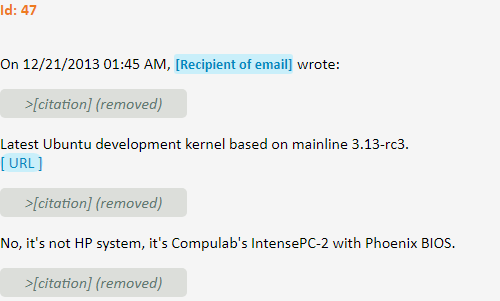 Id: 47
On 12/21/2013 01:45 AM, [Recipient of email] wrote:
>[citation] (removed)
Latest Ubuntu development kernel based on mainline 3.13-rc3.
[ URL ]
>[citation] (removed)
No, it's not HP system, it's Compulab's IntensePC-2 with Phoenix BIOS.
>[citation] (removed)